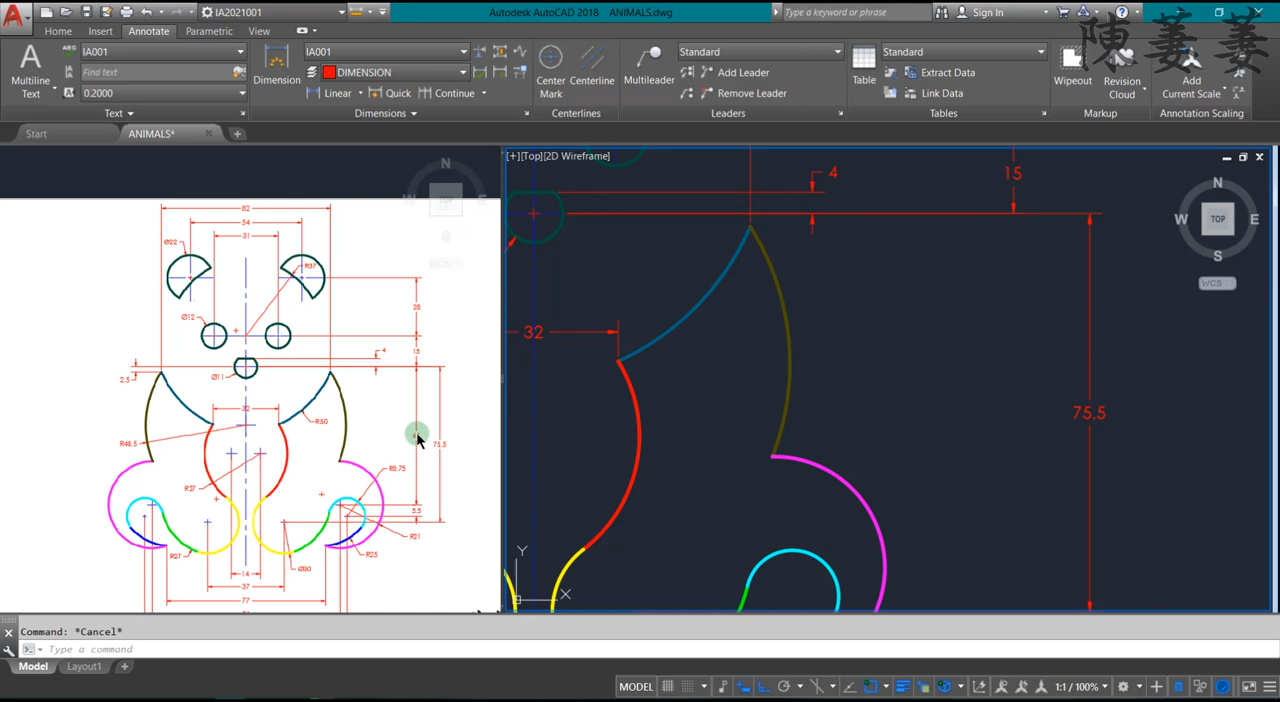 IA2021001
Autodesk AutoCAD 2018 ANIMALS.dwg
Type a keyword or phrase
Sign In
Home Insert Annotate Parametric View
陳姜姜
Multiline Text
IA001
Find text
0.2000
Text
Dimension
IA001
DIMENSION
Linear Quick Continue
Dimensions
Center Mark
Centerline
Centerlines
Multileader
Standard
Add Leader
Remove Leader
Leaders
Table
Standard
Extract Data
Link Data
Tables
Wipeout
Revision Cloud
Markup
Add Current Scale
Annotation Scaling
Start ANIMALS*
N
TOP
82
54
31
Ø22
R37
28
Ø12
4
15
2.5
Ø11
32
R50
R48.5
75.5
R27
R8.75
5.5
R21
R27
R25
Ø30
14
37
77
[+][Top][2D Wireframe]
4
15
32
75.5
N
W TOP E
S
WCS
Y
X
Command: *Cancel*
Type a command
Model Layout1
MODEL
1:1 / 100%